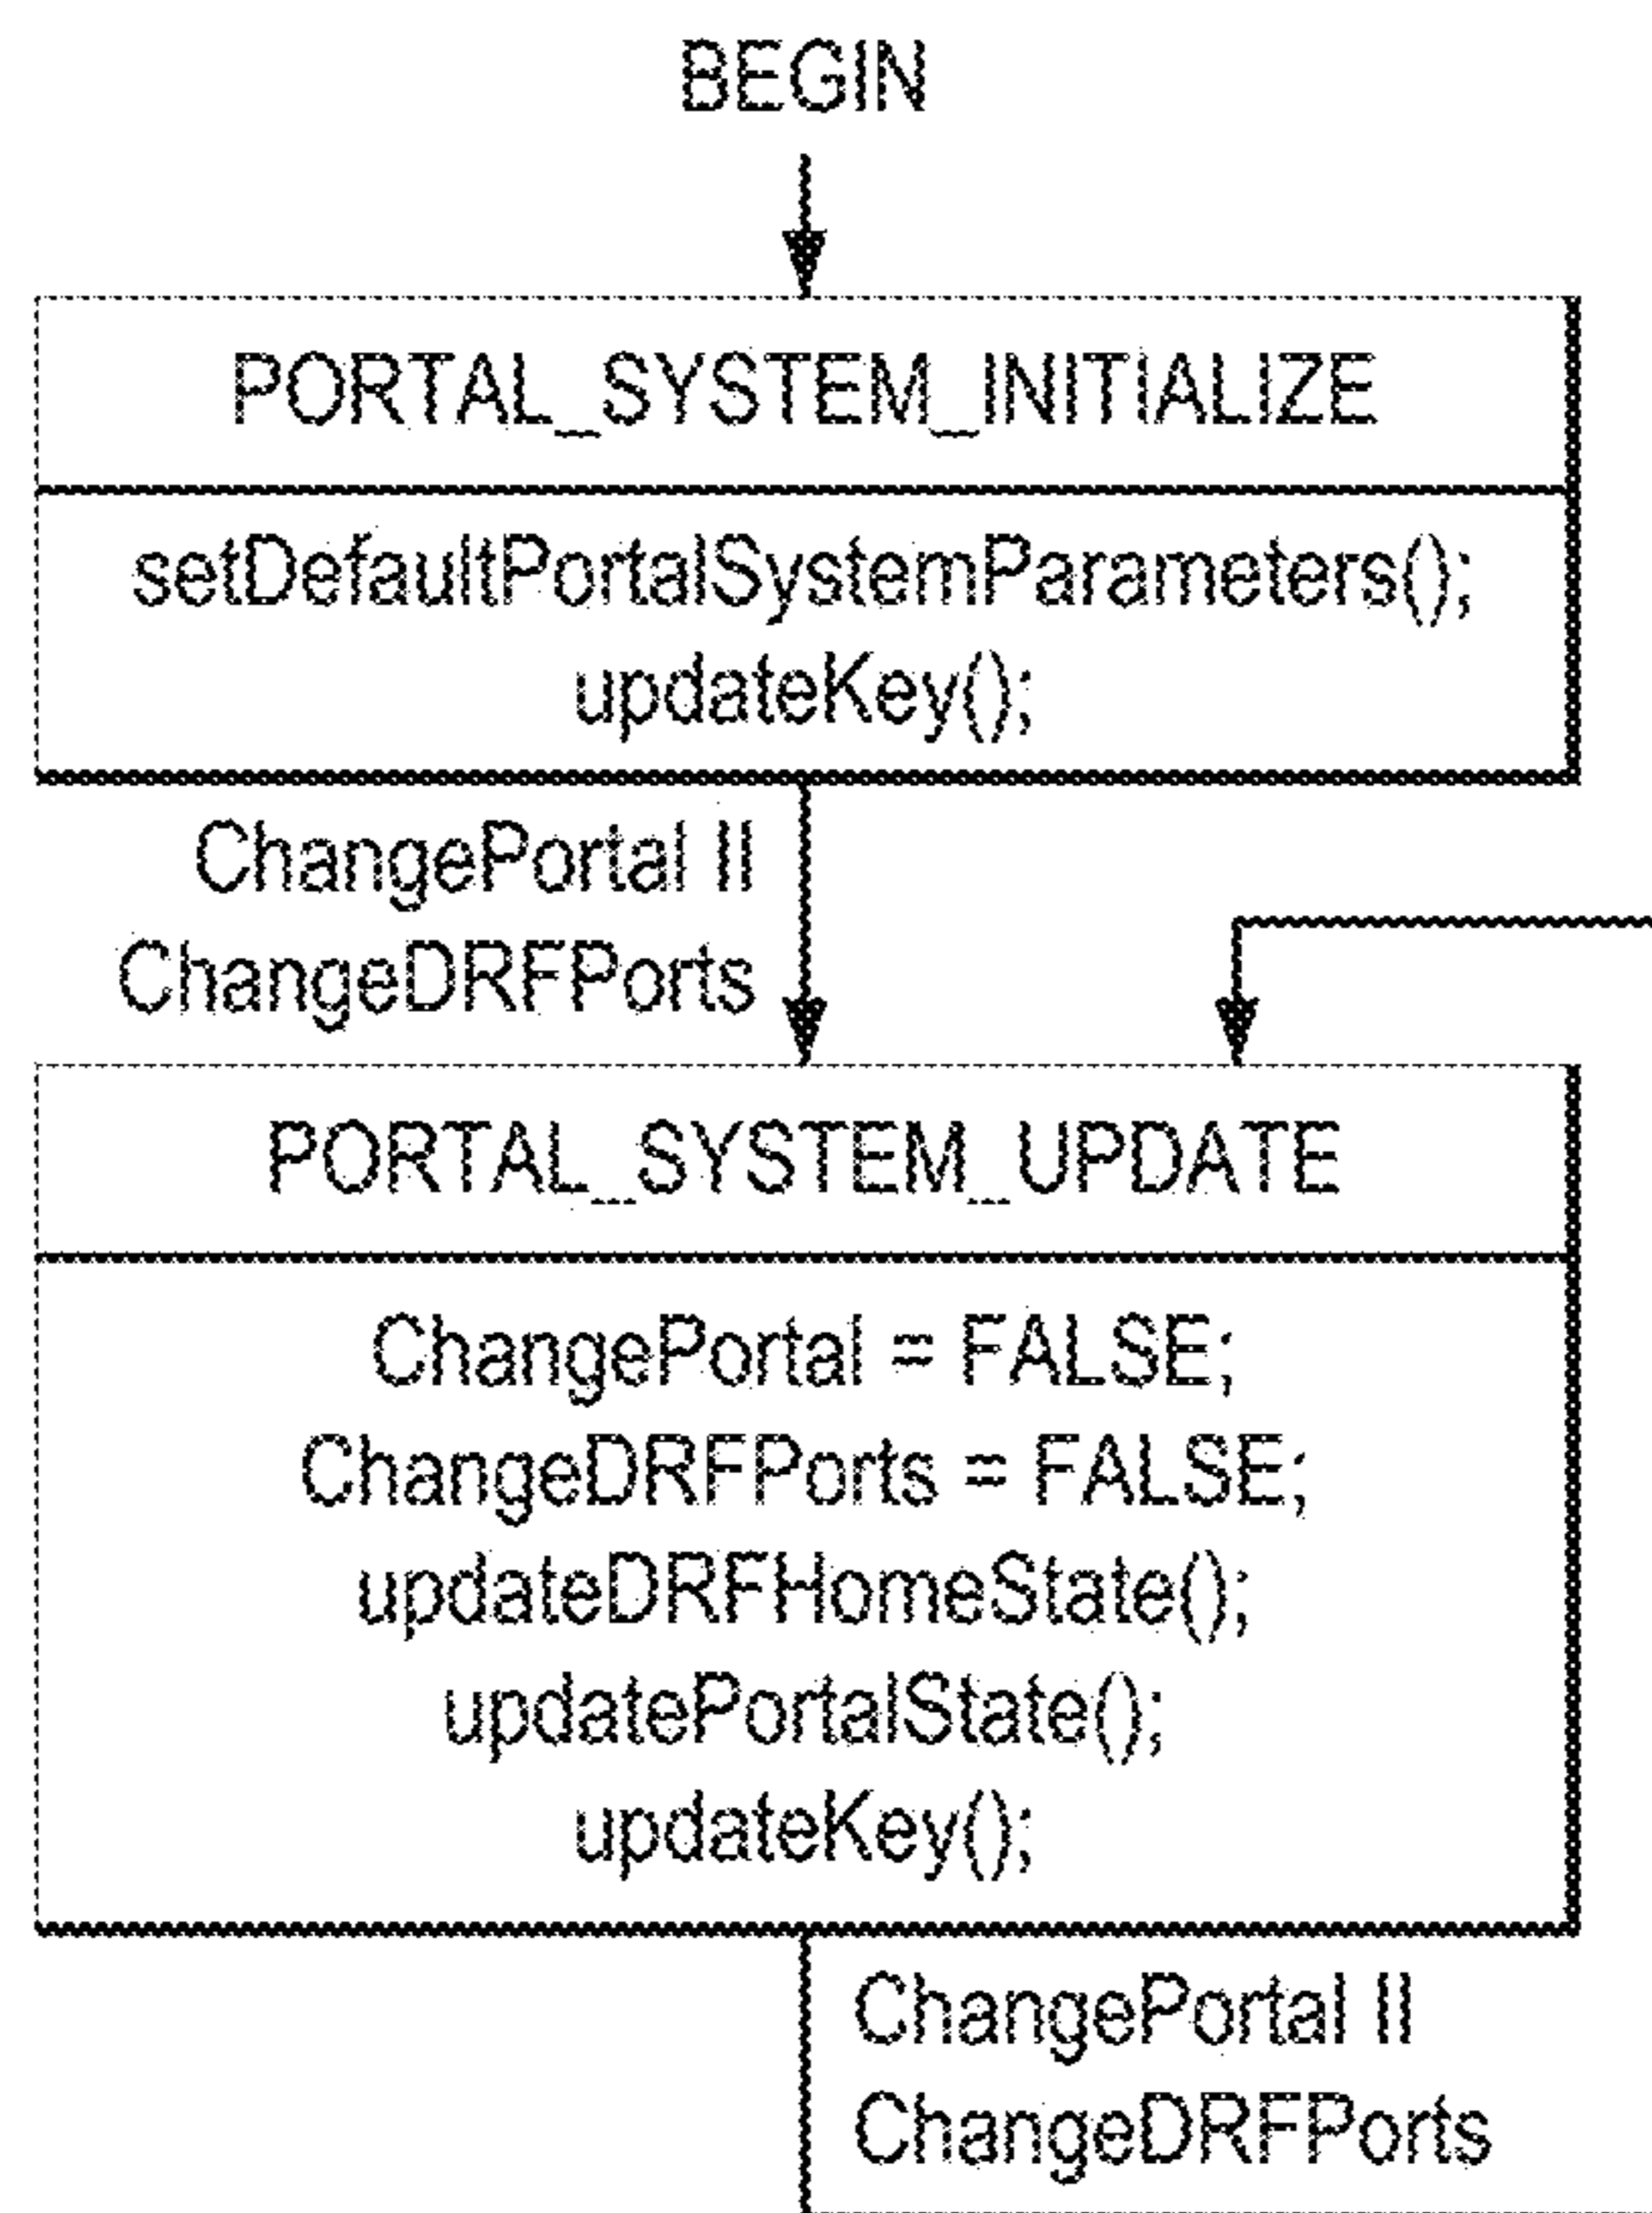 BEGIN
PORTAL_SYSTEM_INITIALIZE
setDefaultPortalSystemParameters();
updateKey();
ChangePortal ||
ChangeDRFPorts
PORTAL_SYSTEM_UPDATE
ChangePortal = FALSE;
ChangeDRFPorts = FALSE;
updateDRFHomeState();
updatePortalState();
updateKey();
ChangePortal ||
ChangeDRFPorts